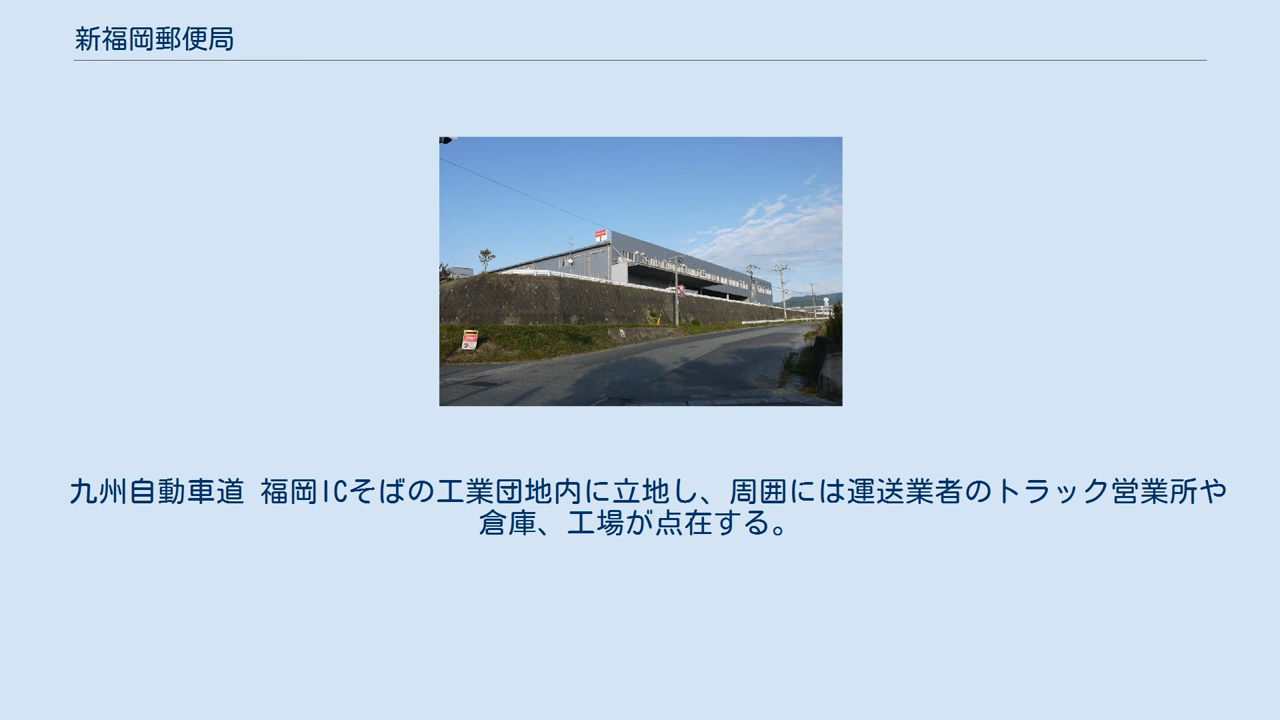 新福岡郵便局
九州自動車道 福岡ICそばの工業団地内に立地し、周囲には運送業者のトラック営業所や
倉庫、工場が点在する。